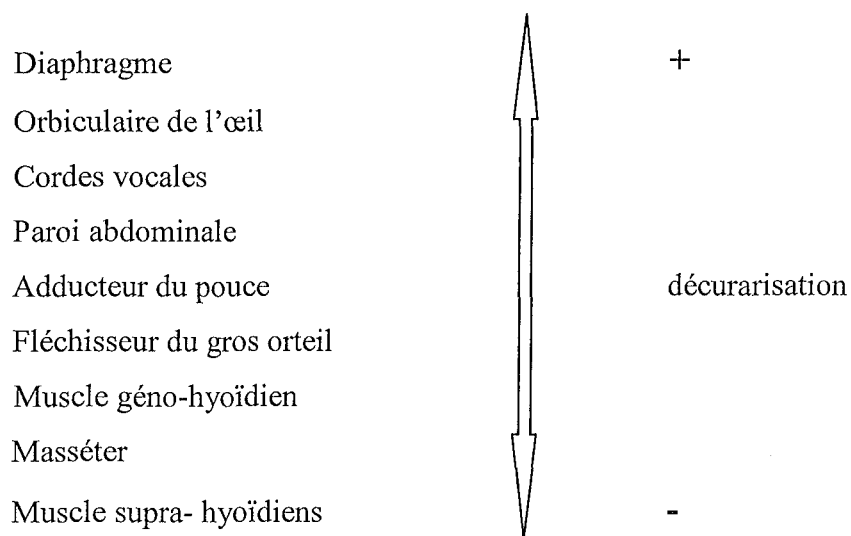 Diaphragme +
Orbiculaire de l'œil
Cordes vocales
Paroi abdominale
Adducteur du pouce décurarisation
Fléchisseur du gros orteil
Muscle géno-hyoïdien
Masséter
Muscle supra- hyoïdiens -